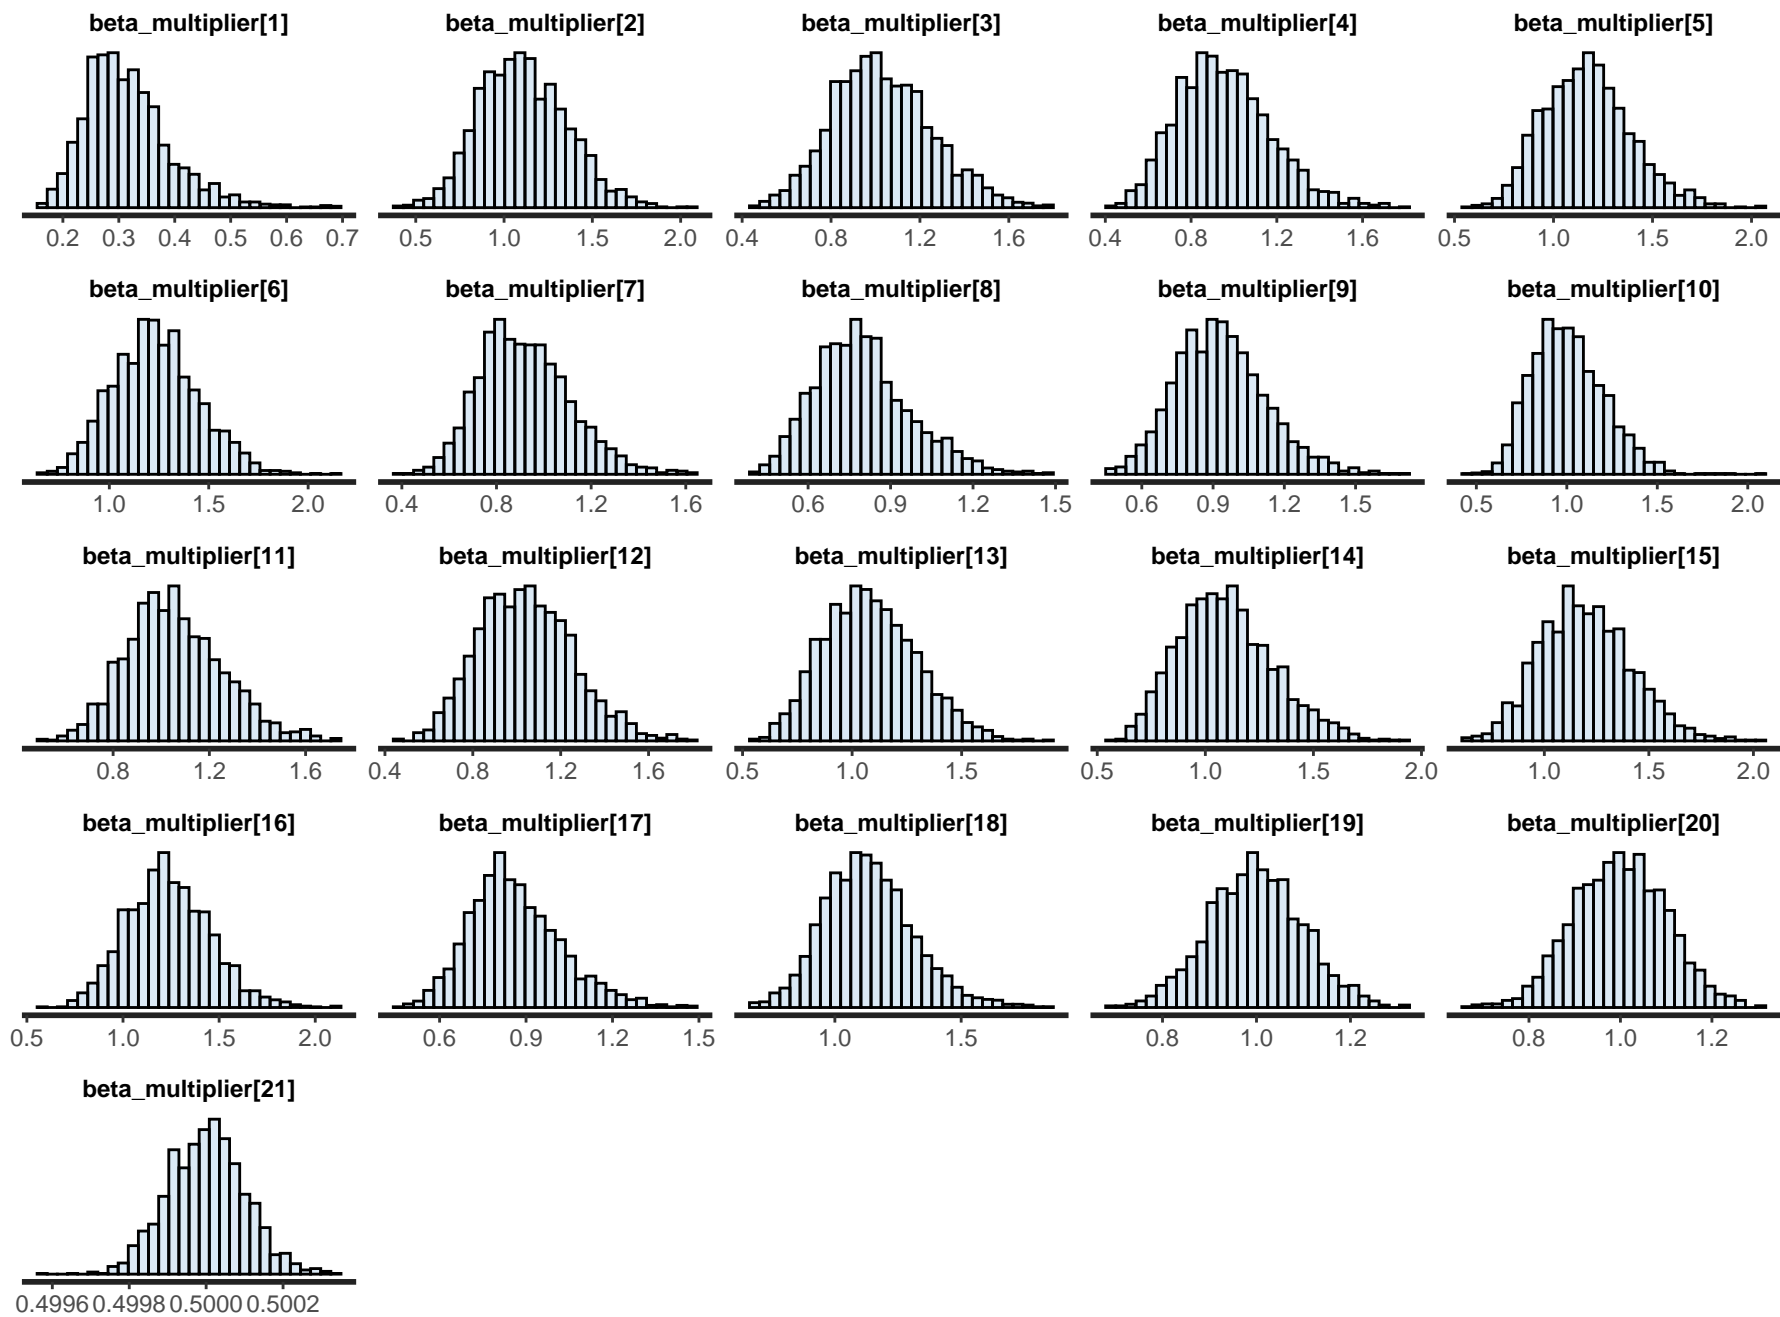 beta_multiplier[1] beta_multiplier[2] beta_multiplier[3] beta_multiplier[4] beta_multiplier[5]
0.2 0.3 0.4 0.5 0.6 0.7 0.5 1.0 1.5 2.0 0.4 0.8 1.2 1.6 0.4 0.8 1.2 1.6 0.5 1.0 1.5 2.0
beta_multiplier[6] beta_multiplier[7] beta_multiplier[8] beta_multiplier[9] beta_multiplier[10]
1.0 1.5 2.0 0.4 0.8 1.2 1.6 0.6 0.9 1.2 1.5 0.6 0.9 1.2 1.5 0.5 1.0 1.5 2.0
beta_multiplier[11] beta_multiplier[12] beta_multiplier[13] beta_multiplier[14] beta_multiplier[15]
0.8 1.2 1.6 0.4 0.8 1.2 1.6 0.5 1.0 1.5 0.5 1.0 1.5 2.0 1.0 1.5 2.0
beta_multiplier[16] beta_multiplier[17] beta_multiplier[18] beta_multiplier[19] beta_multiplier[20]
0.5 1.0 1.5 2.0 0.6 0.9 1.2 1.5 1.0 1.5 0.8 1.0 1.2 0.8 1.0 1.2
beta_multiplier[21]
0.4996 0.4998 0.5000 0.5002